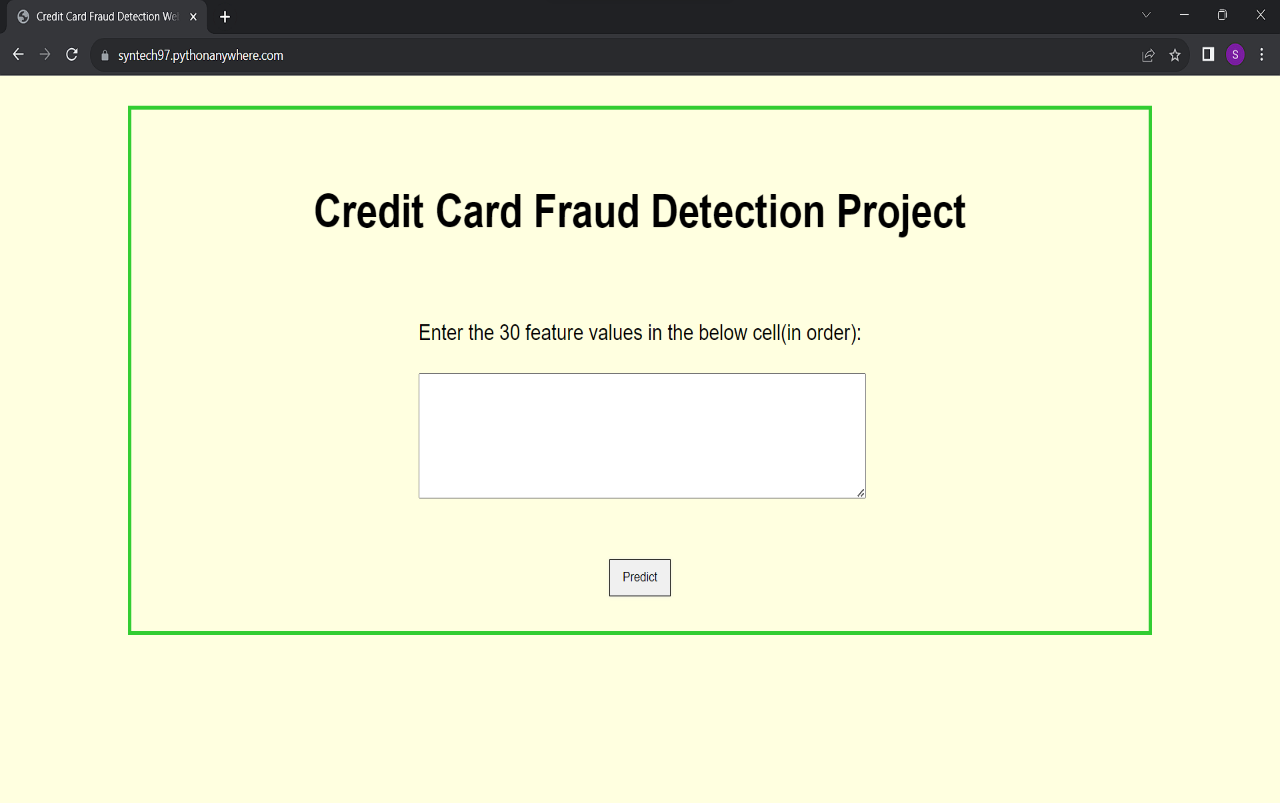 Credit Card Fraud Detection We
syntech97.pythonanywhere.com
S
Credit Card Fraud Detection Project
Enter the 30 feature values in the below cell(in order):
Predict